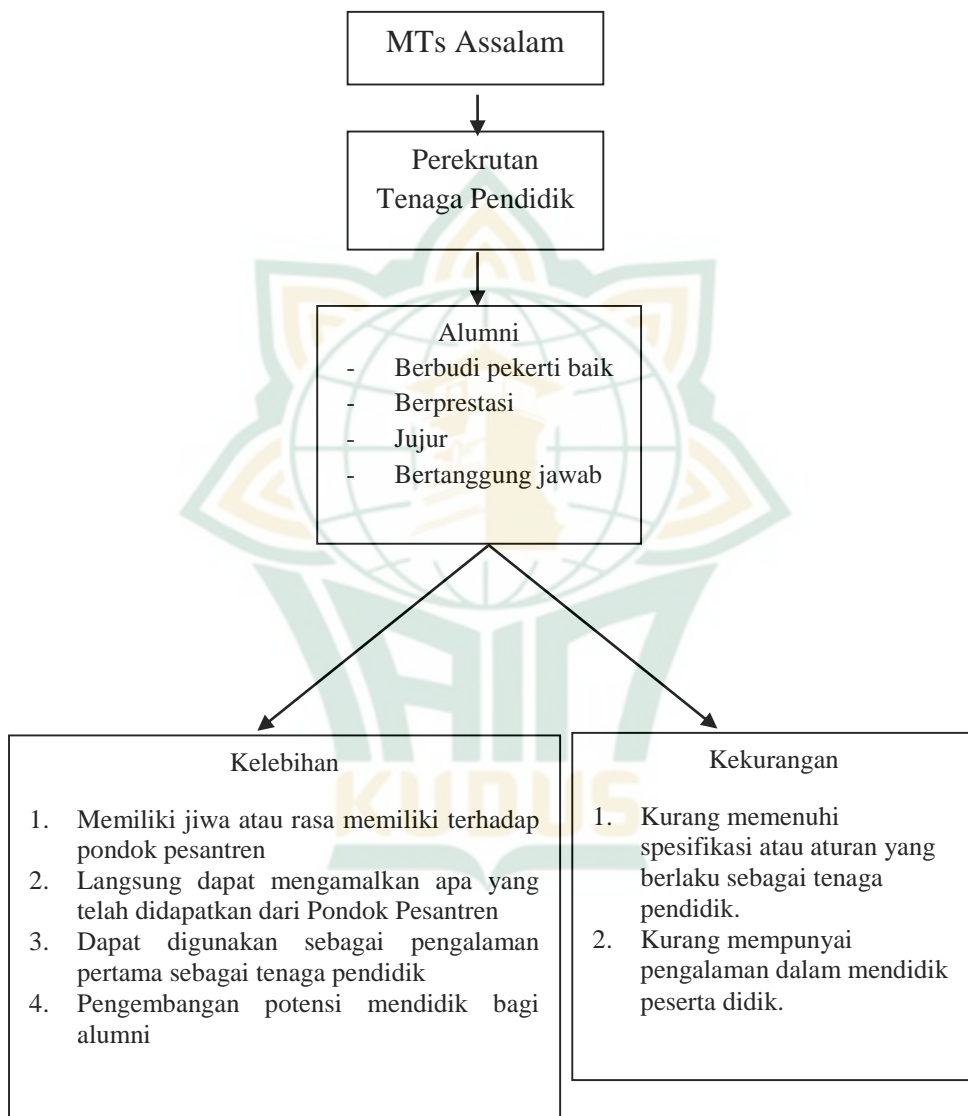 MTs Assalam
Perekrutan
Tenaga Pendidik
Alumni
- Berbudi pekerti baik
- Berprestasi
- Jujur
- Bertanggung jawab
Kelebihan
1. Memiliki jiwa atau rasa memiliki terhadap
pondok pesantren
2. Langsung dapat mengamalkan apa yang
telah didapatkan dari Pondok Pesantren
3. Dapat digunakan sebagai pengalaman
pertama sebagai tenaga pendidik
4. Pengembangan potensi mendidik bagi
alumni
Kekurangan
1. Kurang memenuhi
spesifikasi atau aturan yang
berlaku sebagai tenaga
pendidik.
2. Kurang mempunyai
pengalaman dalam mendidik
peserta didik.
IAIN
KUDUS